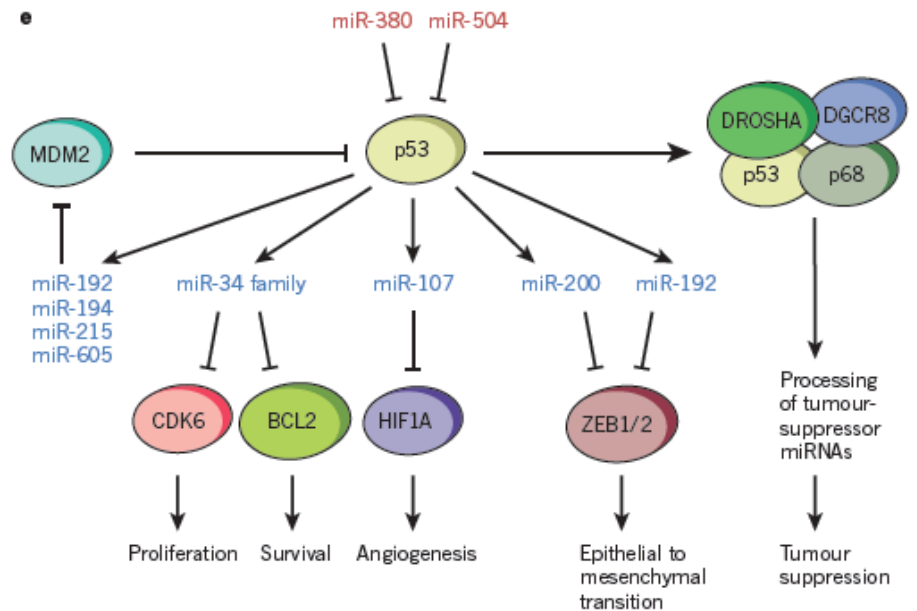 e
miR-380 miR-504
MDM2
p53
DROSHA
DGCR8
p53
p68
miR-192
miR-194
miR-215
miR-605
miR-34 family
miR-107
miR-200
miR-192
CDK6
BCL2
HIF1A
ZEB1/2
Processing
of tumour-
suppressor
miRNAs
Proliferation
Survival
Angiogenesis
Epithelial to
mesenchymal
transition
Tumour
suppression